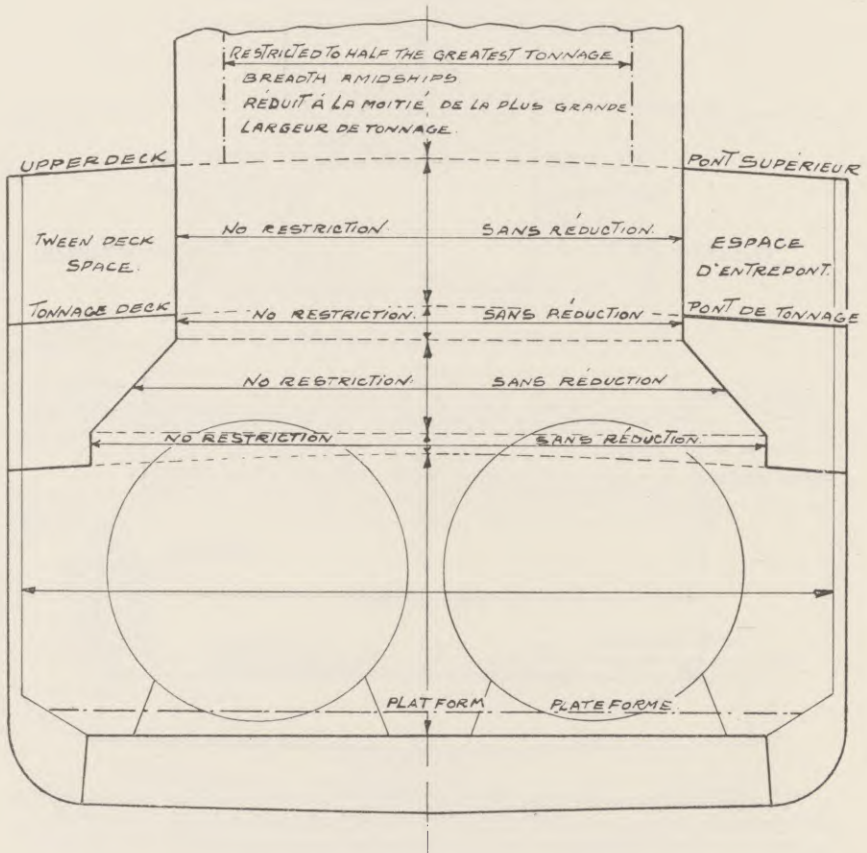 RESTRICTED TO HALF THE GREATEST TONNAGE
BREADTH AMIDSHIPS
RÉDUIT Á LA MOITIÉ DE LA PLUS GRANDE
LARGEUR DE TONNAGE.
UPPER DECK
PONT SUPÉRIEUR
NO RESTRICTION.
SANS RÉDUCTION.
TWEEN DECK
SPACE.
ESPACE
D'ENTREPONT.
TONNAGE DECK
NO RESTRICTION.
SANS RÉDUCTION
PONT DE TONNAGE
NO RESTRICTION.
SANS RÉDUCTION
NO RESTRICTION
SANS RÉDUCTION.
PLATFORM
PLATEFORME.